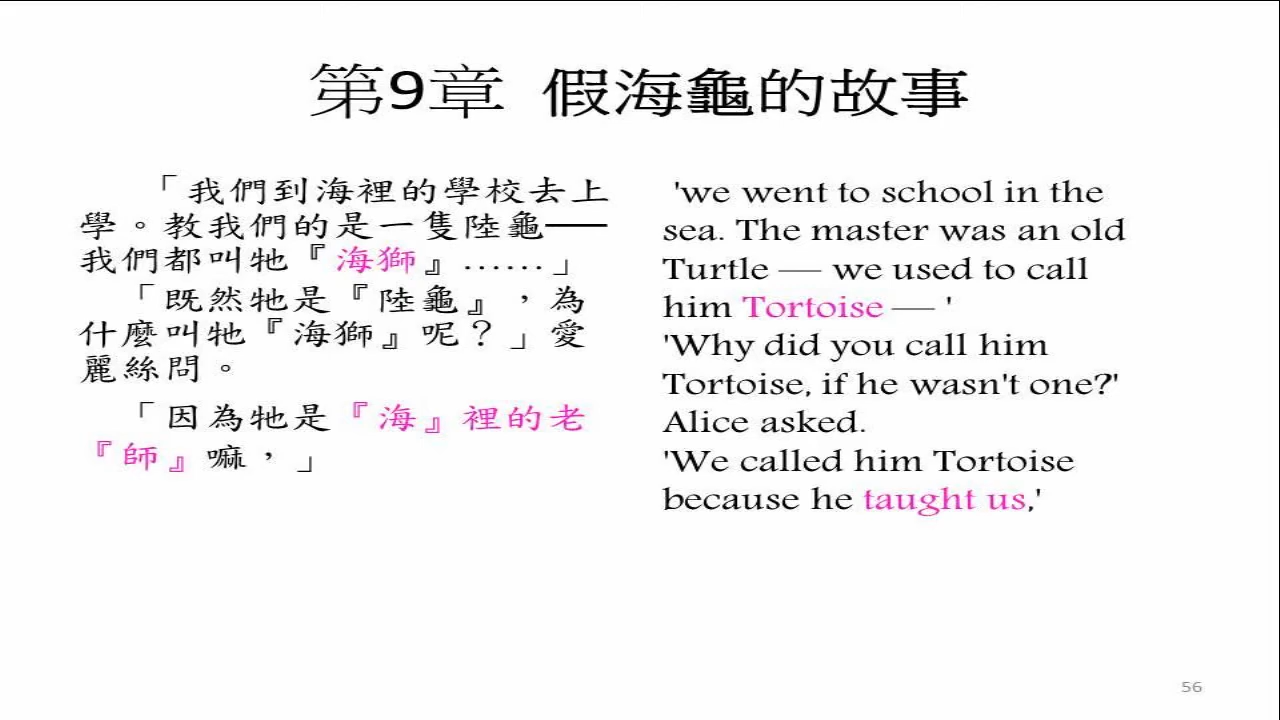 第9章 假海龜的故事
「我們到海裡的學校去上
學。教我們的是一隻陸龜──
我們都叫牠『海獅』……」
「既然牠是『陸龜』，為
什麼叫牠『海獅』呢？」愛
麗絲問。
「因為牠是『海』裡的老
『師』嘛，」
'we went to school in the
sea. The master was an old
Turtle — we used to call
him Tortoise — '
'Why did you call him
Tortoise, if he wasn't one?'
Alice asked.
'We called him Tortoise
because he taught us,'
56